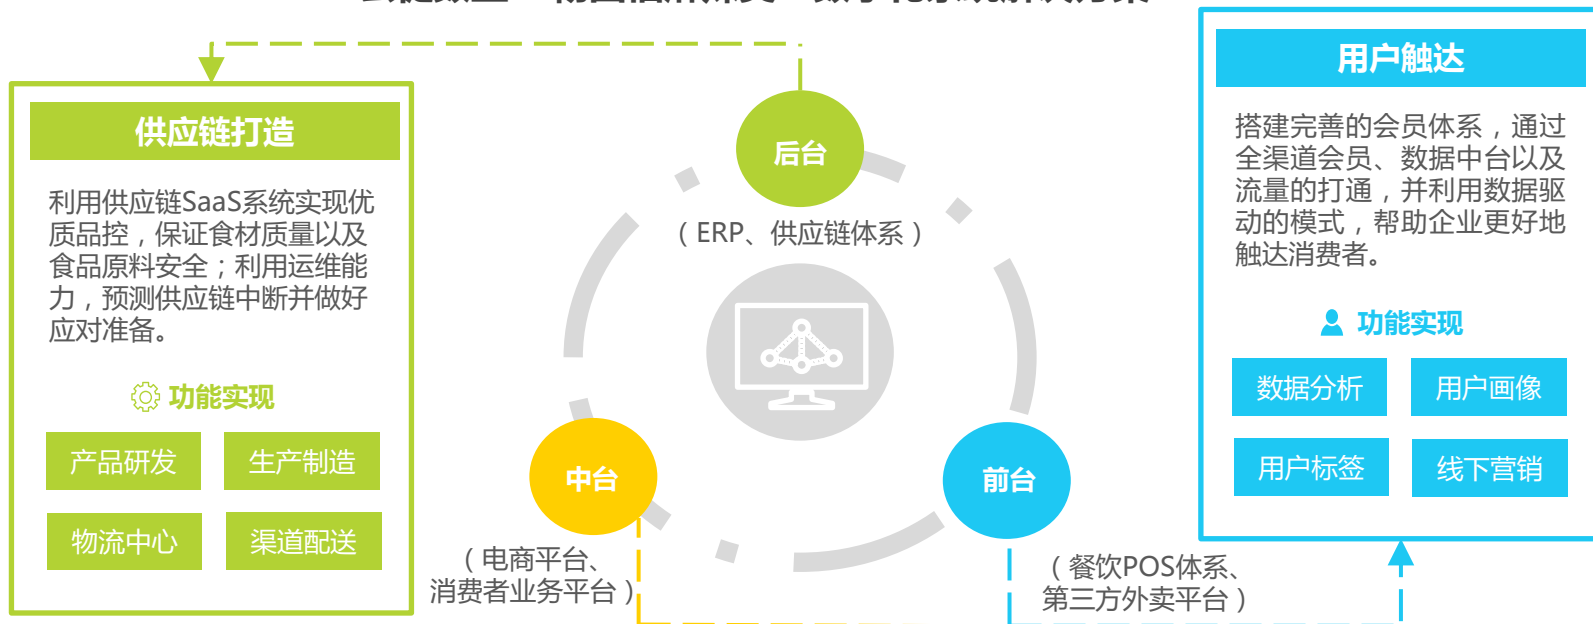 供应链打造
利用供应链SaaS系统实现优
质品控，保证食材质量以及
食品原料安全；利用运维能
力，预测供应链中断并做好
应对准备。
功能实现
产品研发
生产制造
物流中心
渠道配送
后台
（ERP、供应链体系）
中台
（电商平台、
消费者业务平台）
前台
（餐饮POS体系、
第三方外卖平台）
用户触达
搭建完善的会员体系，通过
全渠道会员、数据中台以及
流量的打通，并利用数据驱
动的模式，帮助企业更好地
触达消费者。
功能实现
数据分析
用户画像
用户标签
线下营销